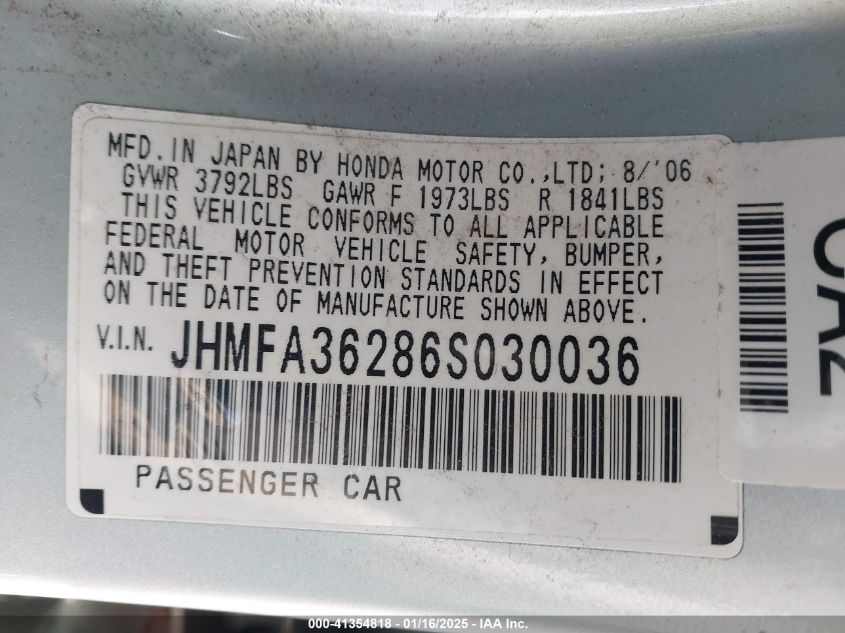 MFD. IN JAPAN BY HONDA MOTOR CO.,LTD; 8/'06
GVWR 3792LBS GAWR F 1973LBS R 1841LBS
THIS VEHICLE CONFORMS TO ALL APPLICABLE
FEDERAL MOTOR VEHICLE SAFETY, BUMPER,
AND THEFT PREVENTION STANDARDS IN EFFECT
ON THE DATE OF MANUFACTURE SHOWN ABOVE.
V.I.N. JHMFA36286S030036
PASSENGER CAR
000-41354818 - 01/16/2025 - IAA Inc.